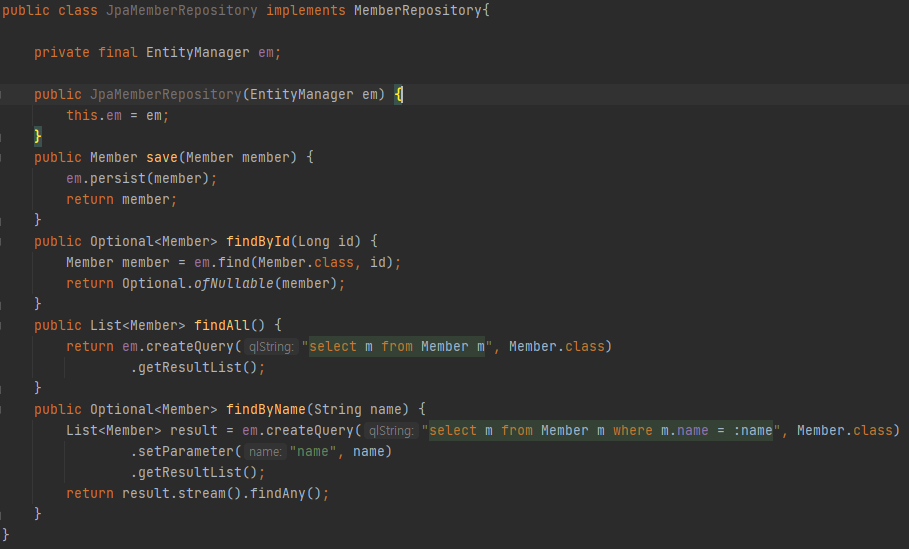 public class JpaMemberRepository implements MemberRepository{
private final EntityManager em;
public JpaMemberRepository(EntityManager em) {
this.em = em;
}
public Member save(Member member) {
em.persist(member);
return member;
}
public Optional<Member> findById(Long id) {
Member member = em.find(Member.class, id);
return Optional.ofNullable(member);
}
public List<Member> findAll() {
return em.createQuery( qlString: "select m from Member m", Member.class)
.getResultList();
}
public Optional<Member> findByName(String name) {
List<Member> result = em.createQuery( qlString: "select m from Member m where m.name = :name", Member.class)
.setParameter( name: "name", name)
.getResultList();
return result.stream().findAny();
}
}